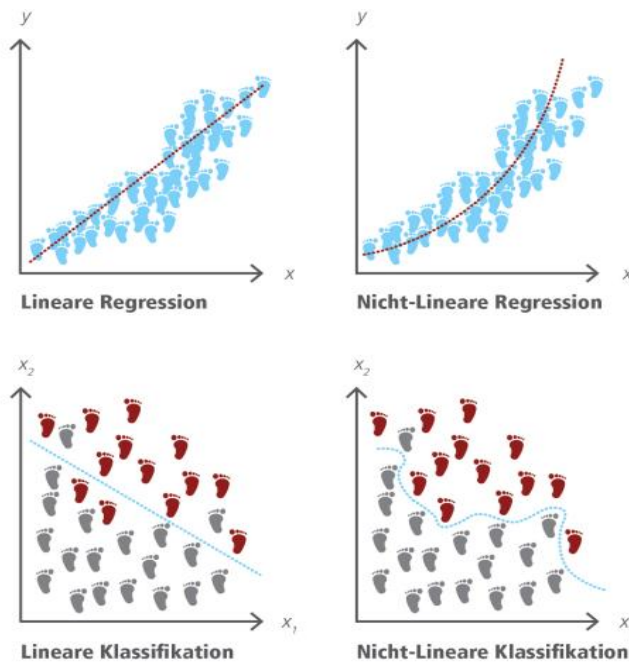 y
y
x
x
Lineare Regression
Nicht-Lineare Regression
x2
x2
x1
x
Lineare Klassifikation
Nicht-Lineare Klassifikation